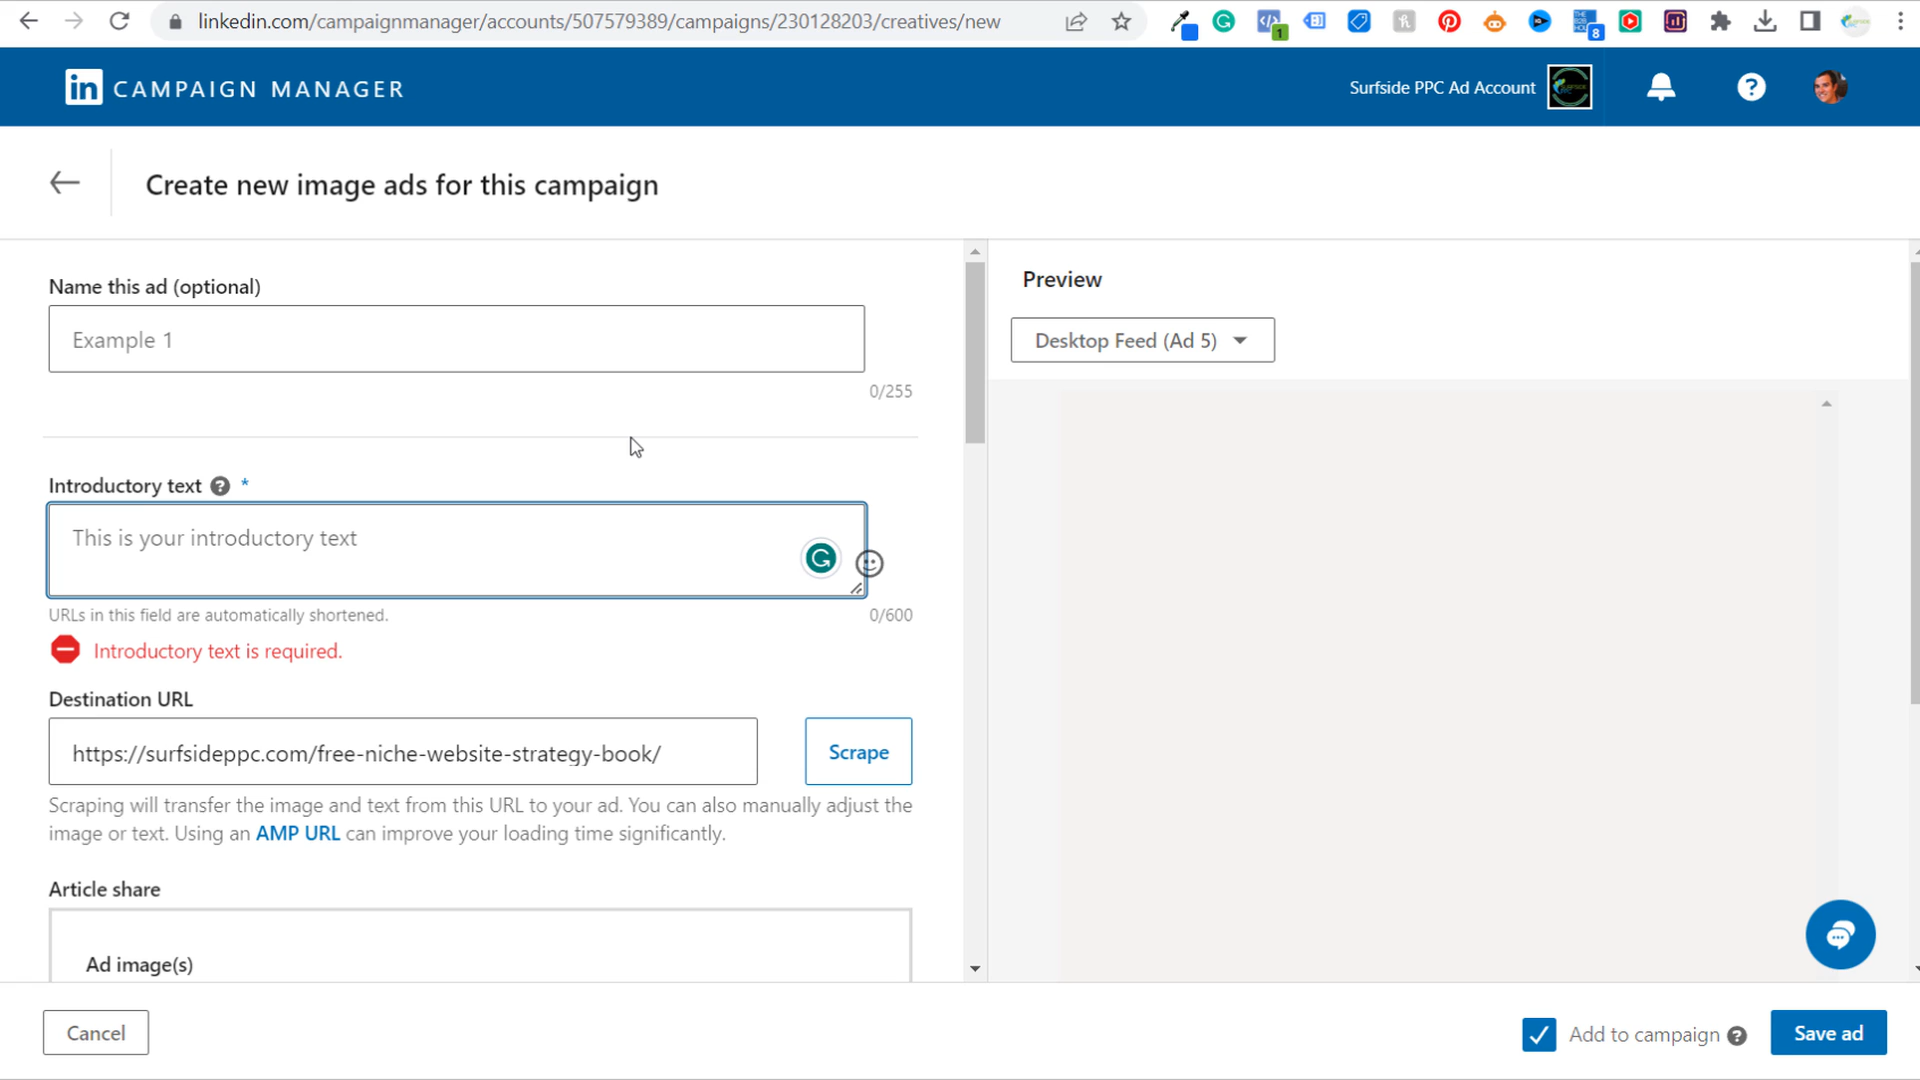 linkedin.com/campaignmanager/accounts/507579389/campaigns/230128203/creatives/new
1
8
in CAMPAIGN MANAGER
Surfside PPC Ad Account
?
Create new image ads for this campaign
Name this ad (optional)
Example 1
0/255
Introductory text ? *
This is your introductory text
URLs in this field are automatically shortened.
0/600
Introductory text is required.
Destination URL
https://surfsideppc.com/free-niche-website-strategy-book/
Scrape
Scraping will transfer the image and text from this URL to your ad. You can also manually adjust the
image or text. Using an AMP URL can improve your loading time significantly.
Article share
Ad image(s)
Preview
Desktop Feed (Ad 5)
Cancel
Add to campaign ?
Save ad